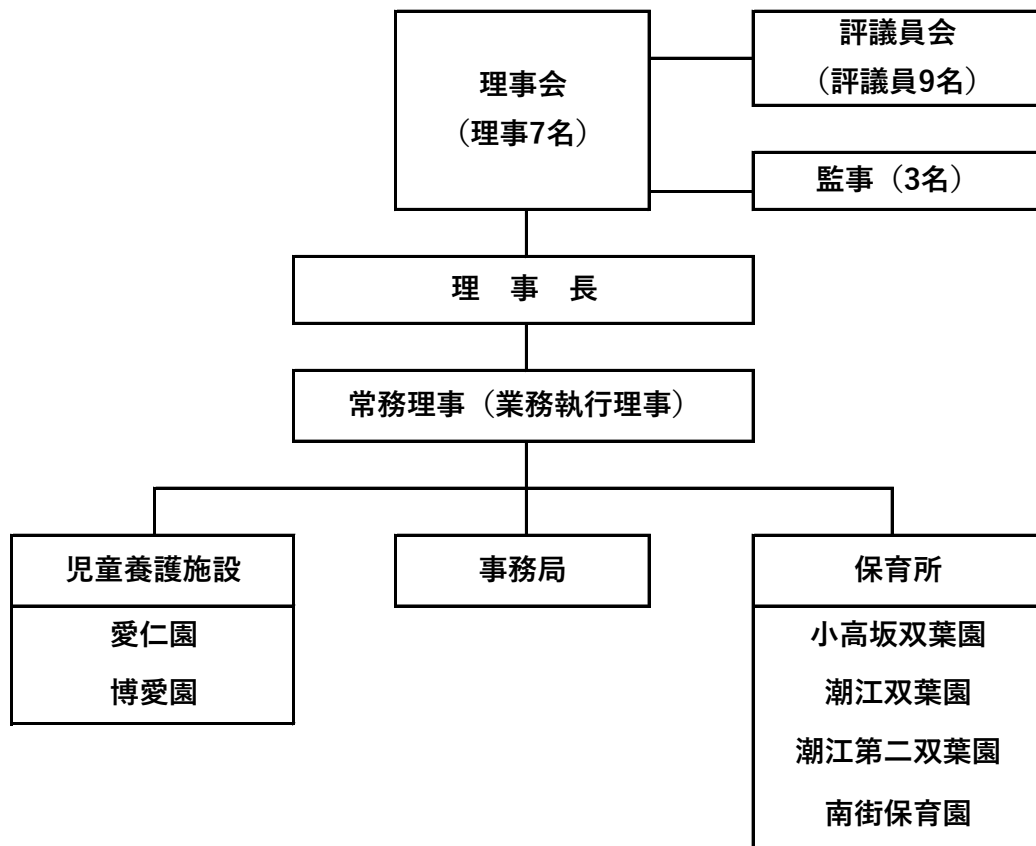 評議員会
（評議員9名）
理事会
（理事7名）
監事（3名）
理　事　長
常務理事（業務執行理事）
児童養護施設
愛仁園
博愛園
事務局
保育所
小高坂双葉園
潮江双葉園
潮江第二双葉園
南街保育園